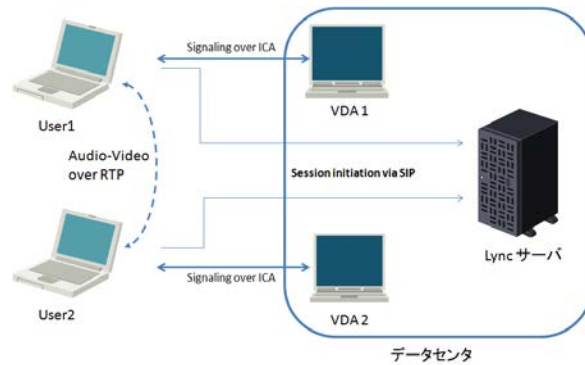 Signaling over ICA
User1
VDA 1
Audio-Video
over RTP
Session initiation via SIP
Lync サーバ
Signaling over ICA
User2
VDA 2
データセンタ